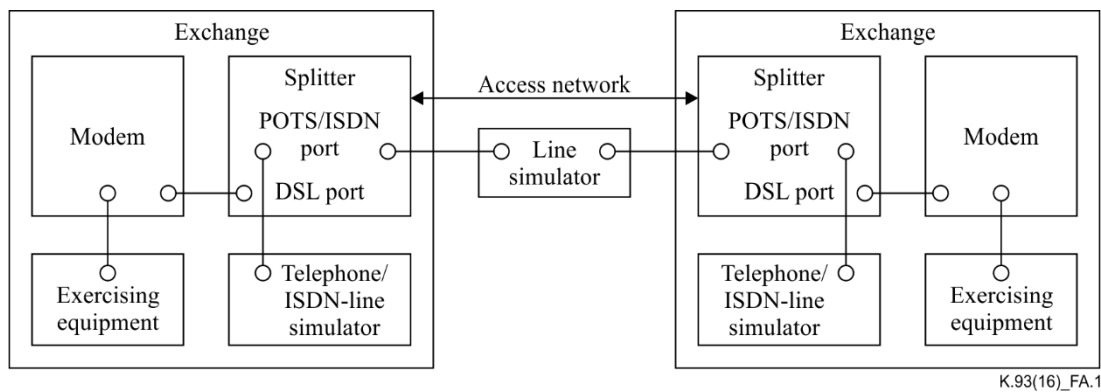 Exchange
Splitter
Modem
POTS/ISDN
port
DSL port
Exercising
equipment
Telephone/
ISDN-line
simulator
Access network
Line
simulator
Exchange
Splitter
POTS/ISDN
port
DSL port
Modem
Telephone/
ISDN-line
simulator
Exercising
equipment
K.93(16)_FA.1